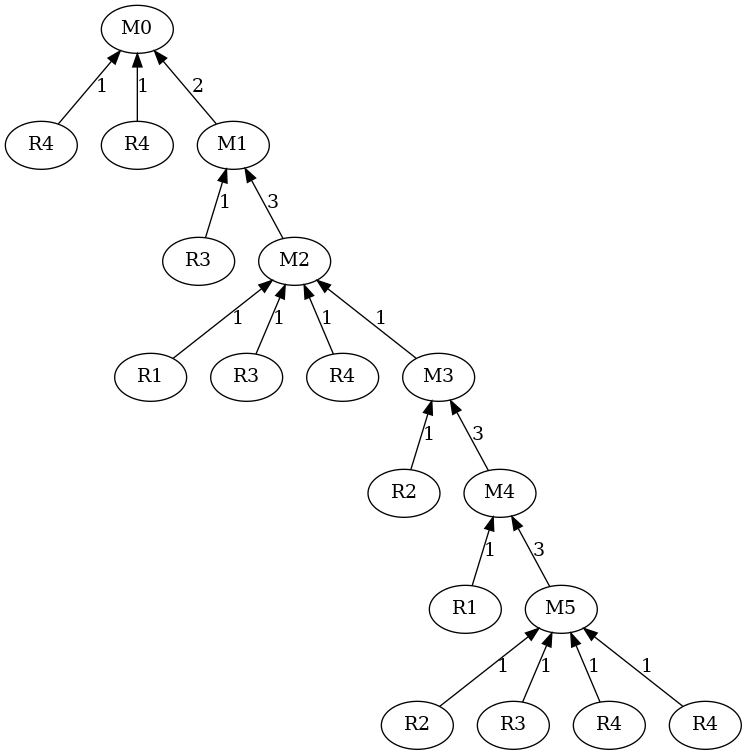 M0
1 1 2
R4 R4 M1
1 3
R3 M2
1 1 1 1
R1 R3 R4 M3
1 3
R2 M4
1 3
R1 M5
1 1 1 1
R2 R3 R4 R4